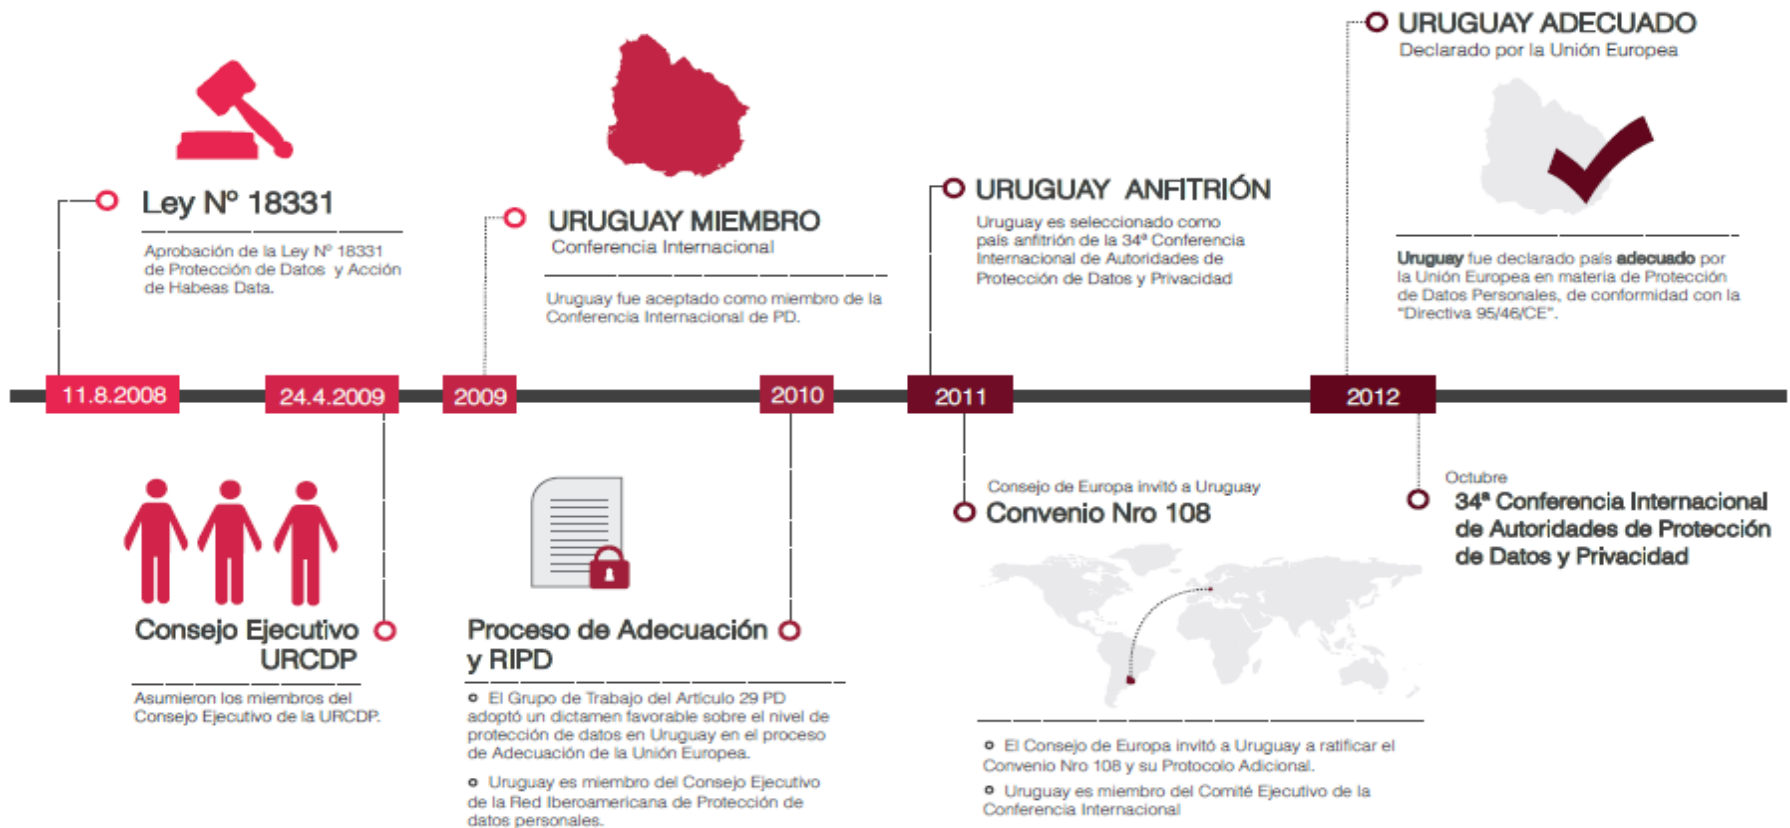 URUGUAY ADECUADO
Declarado por la Unión Europea
Ley Nº 18331
Aprobación de la Ley Nº 18331
de Protección de Datos y Acción
de Habeas Data.
URUGUAY MIEMBRO
Conferencia Internacional
Uruguay fue aceptado como miembro de la
Conferencia Internacional de PD.
URUGUAY ANFITRIÓN
Uruguay es seleccionado como
país anfitrión de la 34ª Conferencia
Internacional de Autoridades de
Protección de Datos y Privacidad
Uruguay fue declarado país adecuado por
la Unión Europea en materia de Protección
de Datos Personales, de conformidad con la
"Directiva 95/46/CE".
11.8.2008
24.4.2009
2009
2010
2011
2012
Consejo Ejecutivo
URCDP
Asumieron los miembros del
Consejo Ejecutivo de la URCDP.
Proceso de Adecuación
y RIPD
El Grupo de Trabajo del Artículo 29 PD
adoptó un dictamen favorable sobre el nivel de
protección de datos en Uruguay en el proceso
de Adecuación de la Unión Europea.
Uruguay es miembro del Consejo Ejecutivo
de la Red Iberoamericana de Protección de
datos personales.
Consejo de Europa invitó a Uruguay
Convenio Nro 108
El Consejo de Europa invitó a Uruguay a ratificar el
Convenio Nro 108 y su Protocolo Adicional.
Uruguay es miembro del Comité Ejecutivo de la
Conferencia Internacional
Octubre
34ª Conferencia Internacional
de Autoridades de Protección
de Datos y Privacidad